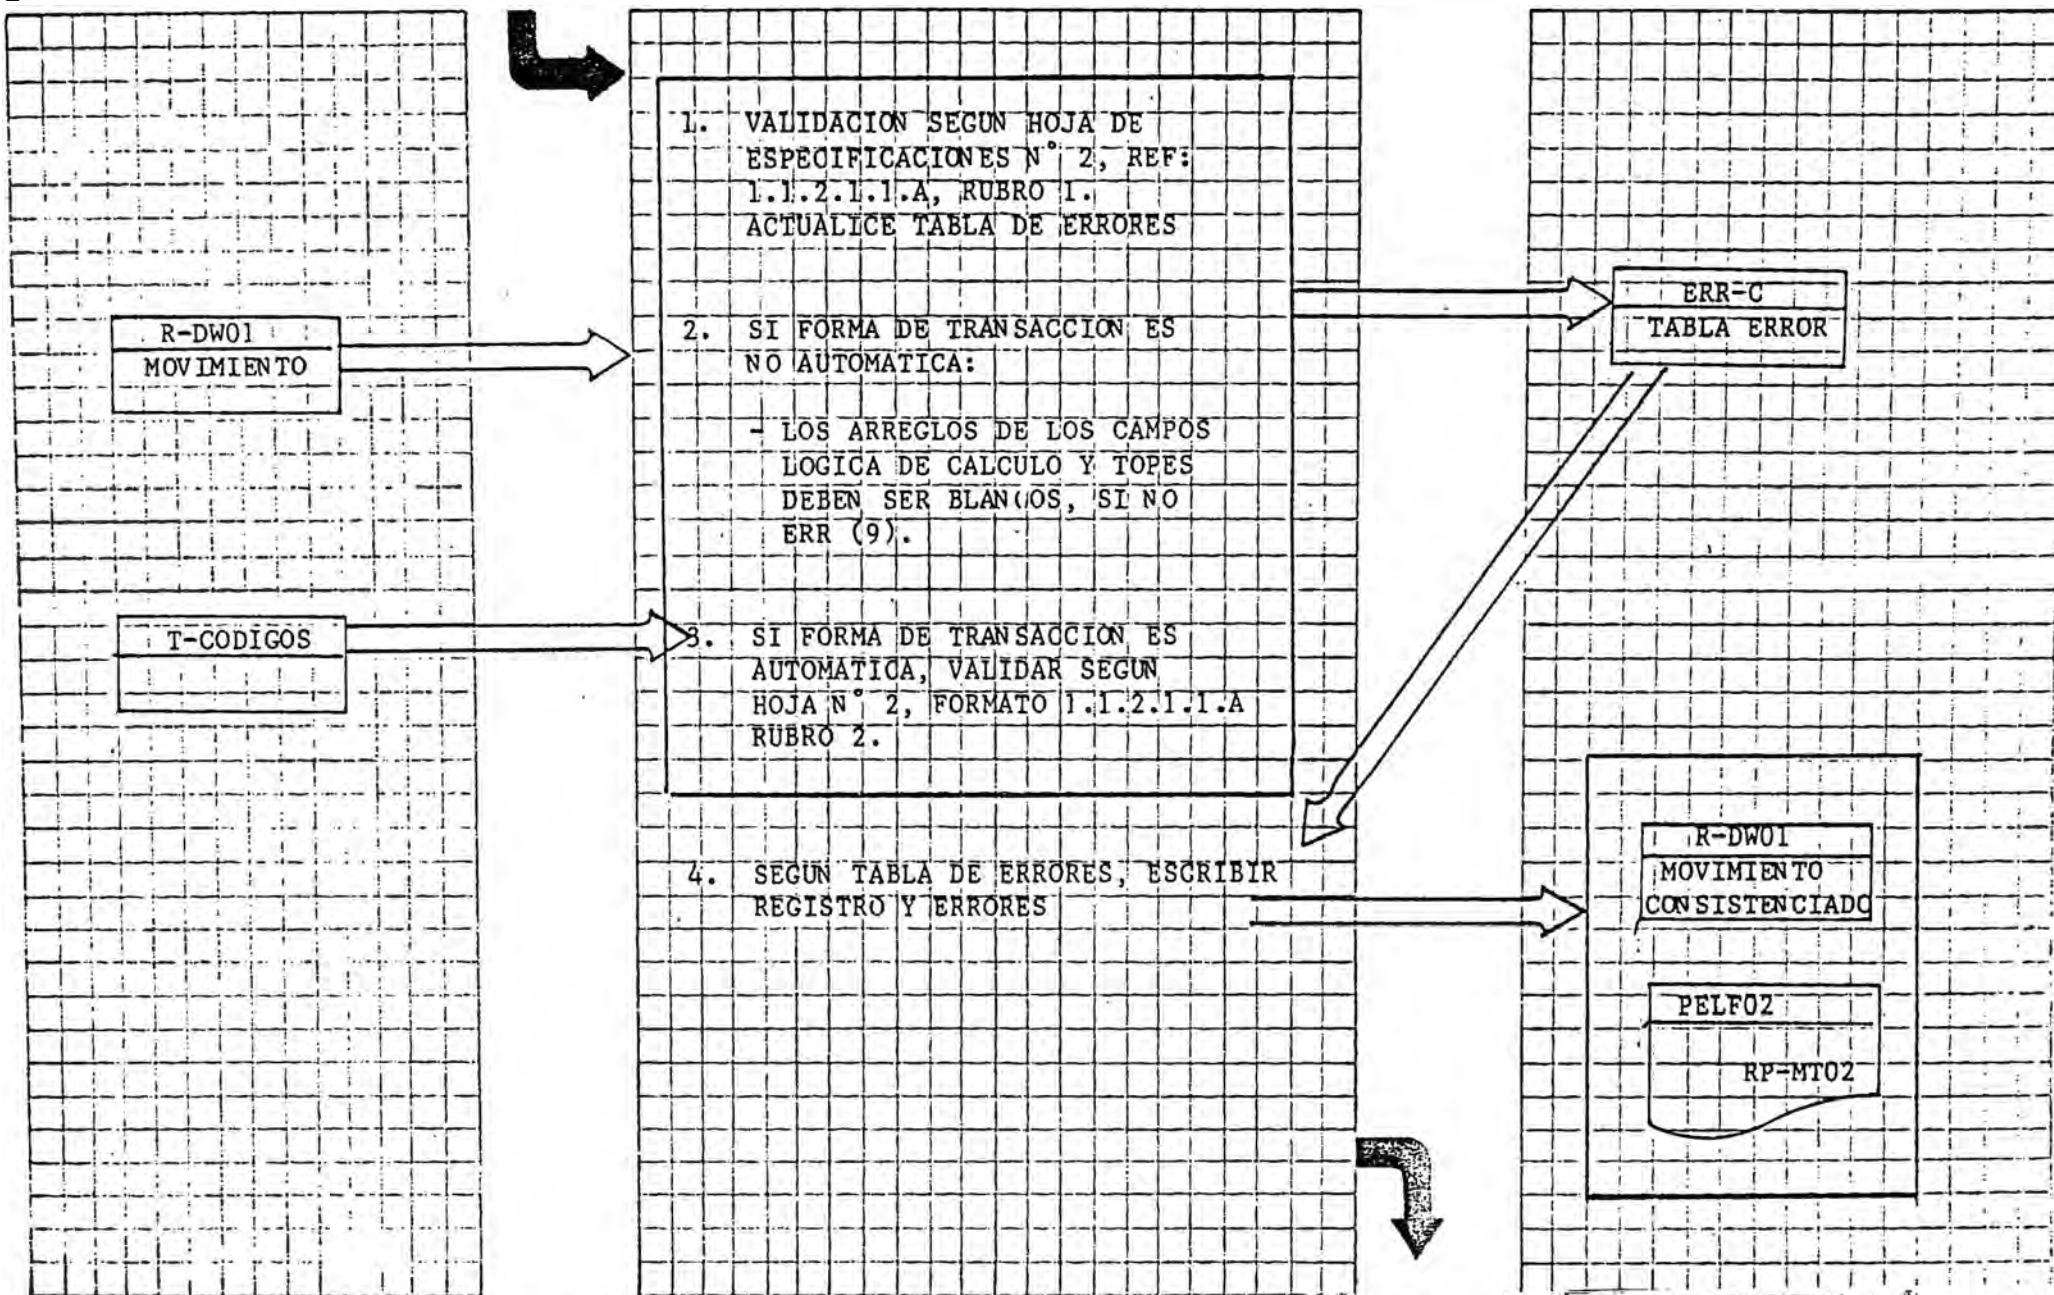 R-DW01
MOVIMIENTO
T-CODIGOS
1. VALIDACION SEGUN HOJA DE
ESPECIFICACIONES N° 2, REF:
1.1.2.1.1.A, RUBRO 1.
ACTUALICE TABLA DE ERRORES
2. SI FORMA DE TRANSACCION ES
NO AUTOMATICA:
- LOS ARREGLOS DE LOS CAMPOS
LOGICA DE CALCULO Y TOPES
DEBEN SER BLANCOS, SI NO
ERR (9).
3. SI FORMA DE TRANSACCION ES
AUTOMATICA, VALIDAR SEGUN
HOJA N° 2, FORMATO 1.1.2.1.1.A
RUBRO 2.
4. SEGUN TABLA DE ERRORES, ESCRIBIR
REGISTRO Y ERRORES
ERR-C
TABLA ERROR
R-DW01
MOVIMIENTO
CONSISTENCIADO
PELF02
RP-MT02